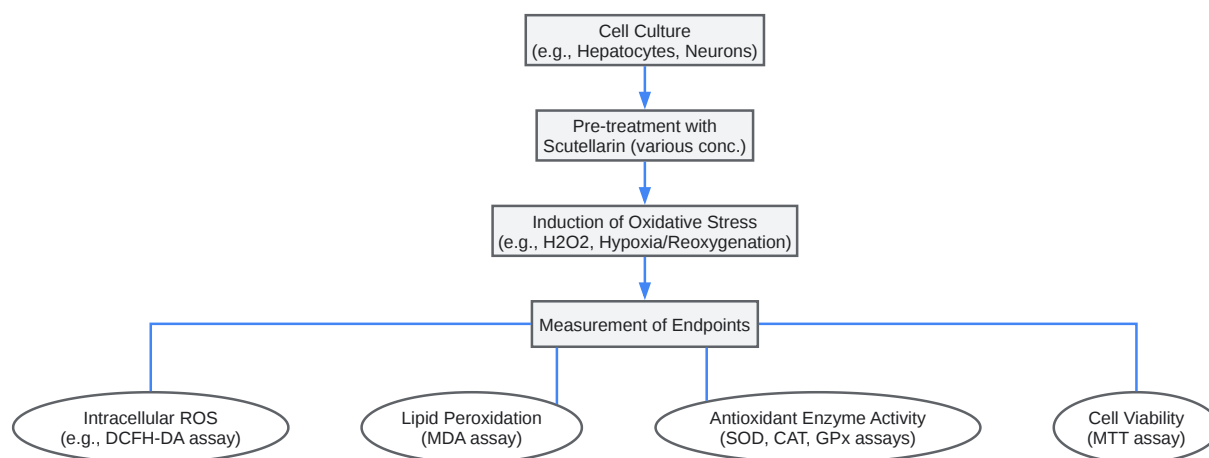 Cell Culture
(e.g., Hepatocytes, Neurons)
Pre-treatment with
Scutellarin (various conc.)
Induction of Oxidative Stress
(e.g., H2O2, Hypoxia/Reoxygenation)
Measurement of Endpoints
Intracellular ROS
(e.g., DCFH-DA assay)
Lipid Peroxidation
(MDA assay)
Antioxidant Enzyme Activity
(SOD, CAT, GPx assays)
Cell Viability
(MTT assay)